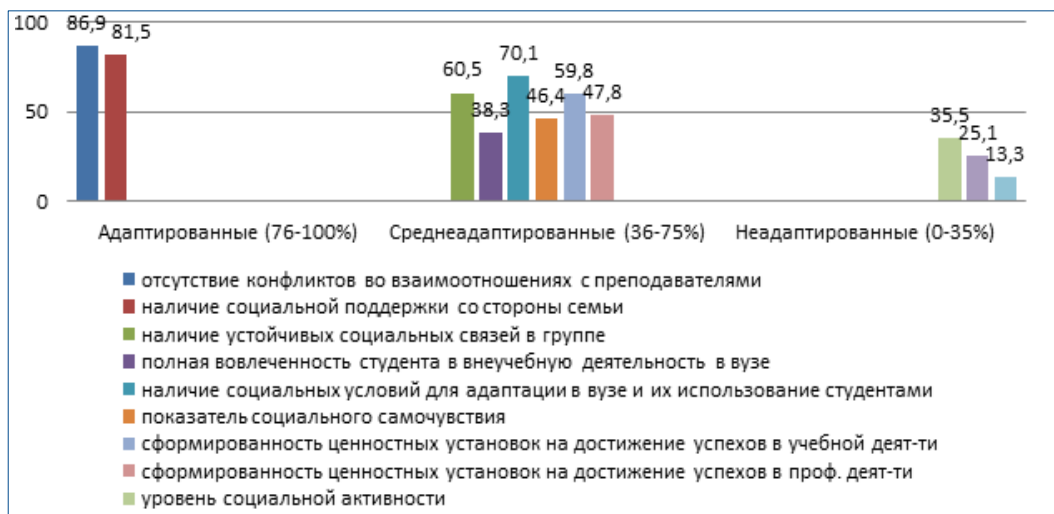 100
50
0
86,9
81,5
60,5
38,3
70,1
46,4
59,8
47,8
35,5
25,1
13,3
Адаптированные (76-100%)
Среднеадаптированные (36-75%)
Неадаптированные (0-35%)
отсутствие конфликтов во взаимоотношениях с преподавателями
наличие социальной поддержки со стороны семьи
наличие устойчивых социальных связей в группе
полная вовлеченность студента в внеучебную деятельность в вузе
наличие социальных условий для адаптации в вузе и их использование студентами
показатель социального самочувствия
сформированность ценностных установок на достижение успехов в учебной деят-ти
сформированность ценностных установок на достижение успехов в проф. деят-ти
уровень социальной активности